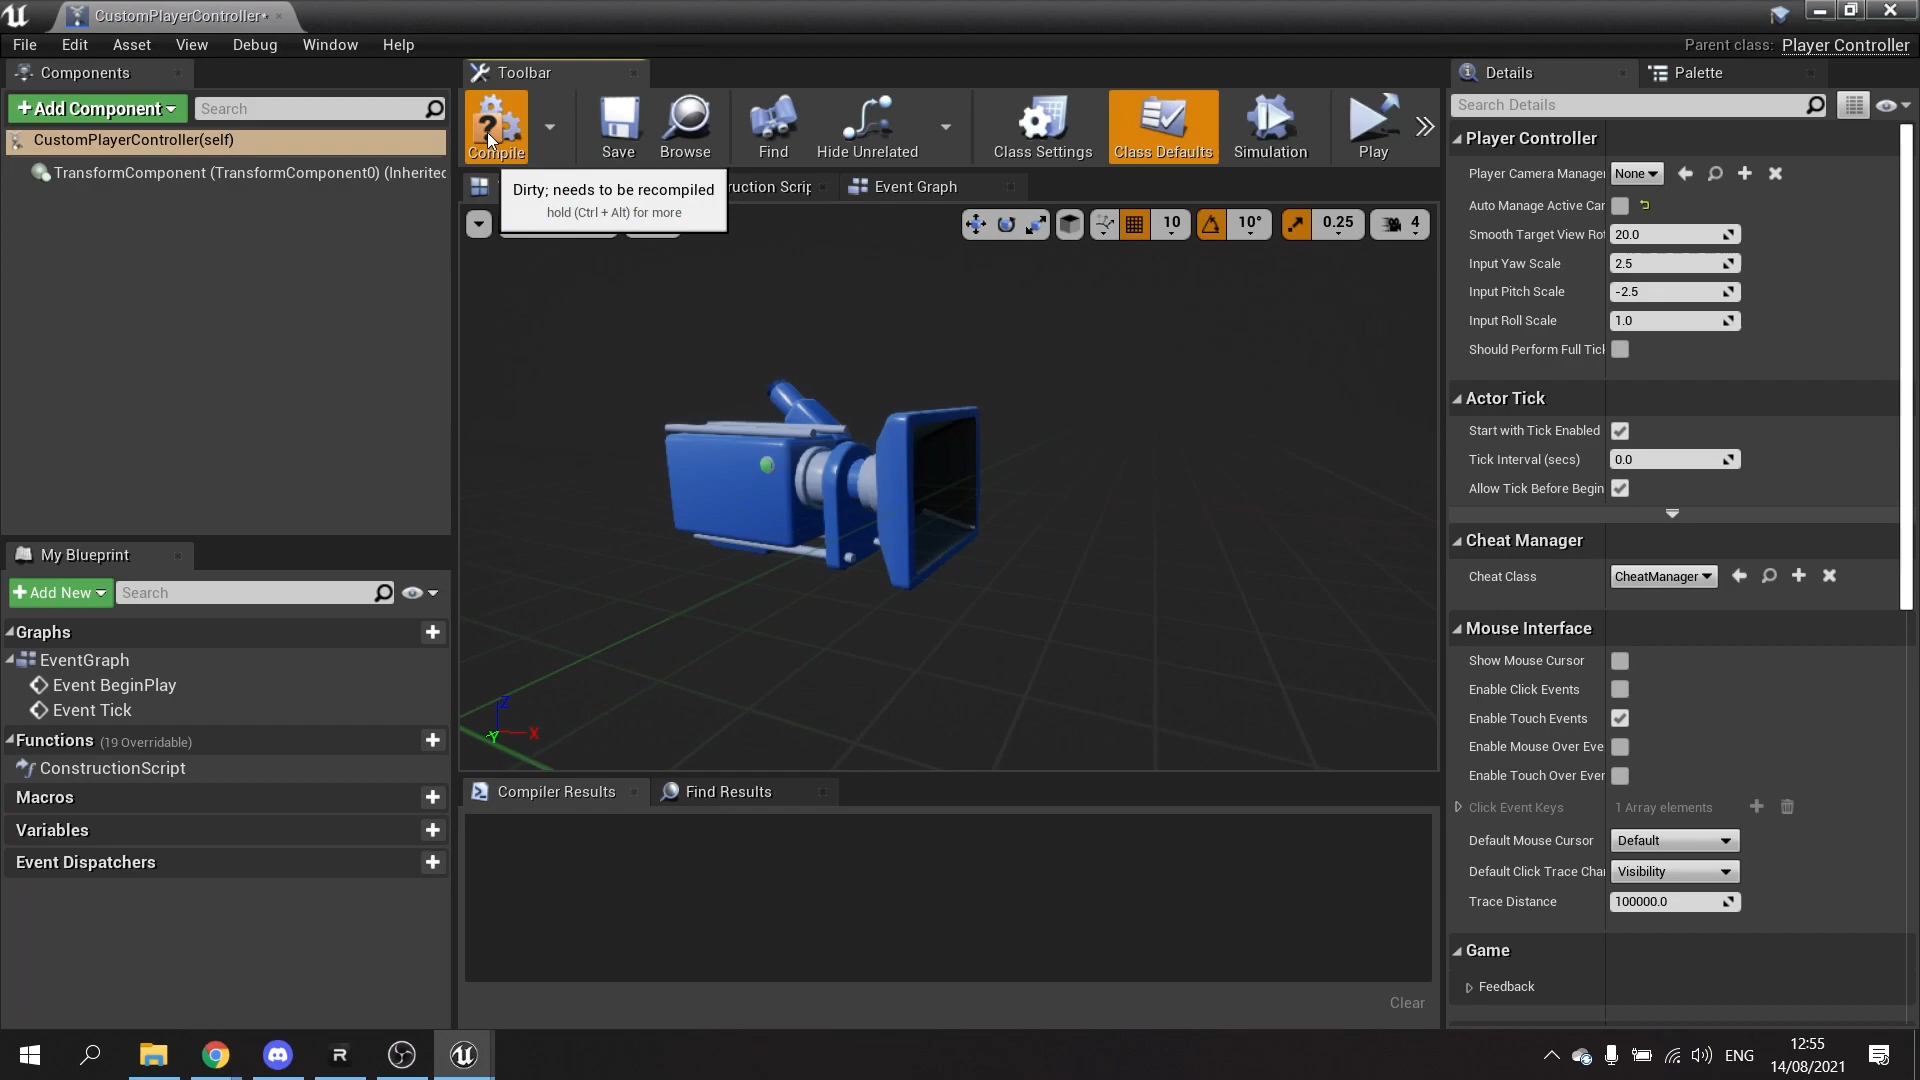 CustomPlayerController*
File
Edit
Asset
View
Debug
Window
Help
Parent class:
Player Controller
Components
Add Component
Search
CustomPlayerController(self)
TransformComponent (TransformComponent0) (Inherited
My Blueprint
Add New
Search
Graphs
EventGraph
Event BeginPlay
Event Tick
Functions (19 Overridable)
ConstructionScript
Macros
Variables
Event Dispatchers
Toolbar
Compile
Save
Browse
Find
Hide Unrelated
Class Settings
Class Defaults
Simulation
Play
Dirty; needs to be recompiled
hold (Ctrl + Alt) for more
ruction Scrip
Event Graph
10
10°
0.25
4
Z
X
Y
Compiler Results
Find Results
Clear
Details
Palette
Search Details
Player Controller
Player Camera Manager
None
Auto Manage Active Car
Smooth Target View Rot
20.0
Input Yaw Scale
2.5
Input Pitch Scale
-2.5
Input Roll Scale
1.0
Should Perform Full Tick
Actor Tick
Start with Tick Enabled
Tick Interval (secs)
0.0
Allow Tick Before Begin
Cheat Manager
Cheat Class
CheatManager
Mouse Interface
Show Mouse Cursor
Enable Click Events
Enable Touch Events
Enable Mouse Over Eve
Enable Touch Over Ever
Click Event Keys
1 Array elements
Default Mouse Cursor
Default
Default Click Trace Char
Visibility
Trace Distance
100000.0
Game
Feedback
R
ENG
12:55
14/08/2021